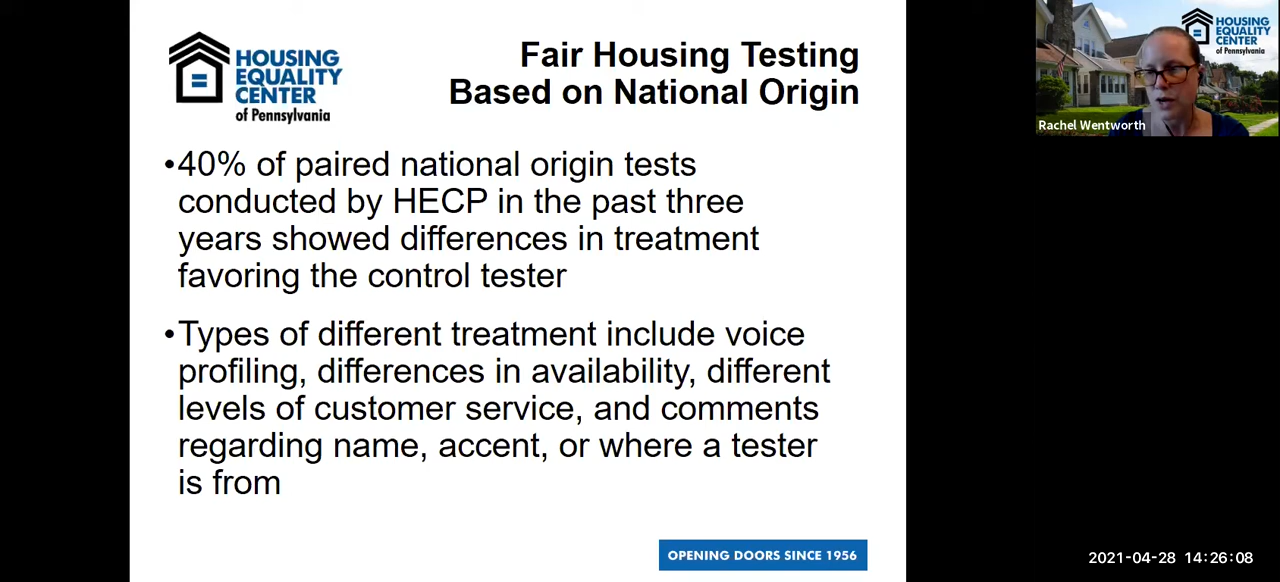 HOUSING
EQUALITY
CENTER
of Pennsylvania
Fair Housing Testing
Based on National Origin
•40% of paired national origin tests
conducted by HECP in the past three
years showed differences in treatment
favoring the control tester
•Types of different treatment include voice
profiling, differences in availability, different
levels of customer service, and comments
regarding name, accent, or where a tester
is from
OPENING DOORS SINCE 1956
HOUSING
EQUALITY
CENTER
of Pennsylvania
Rachel Wentworth
2021-04-28 14:26:08